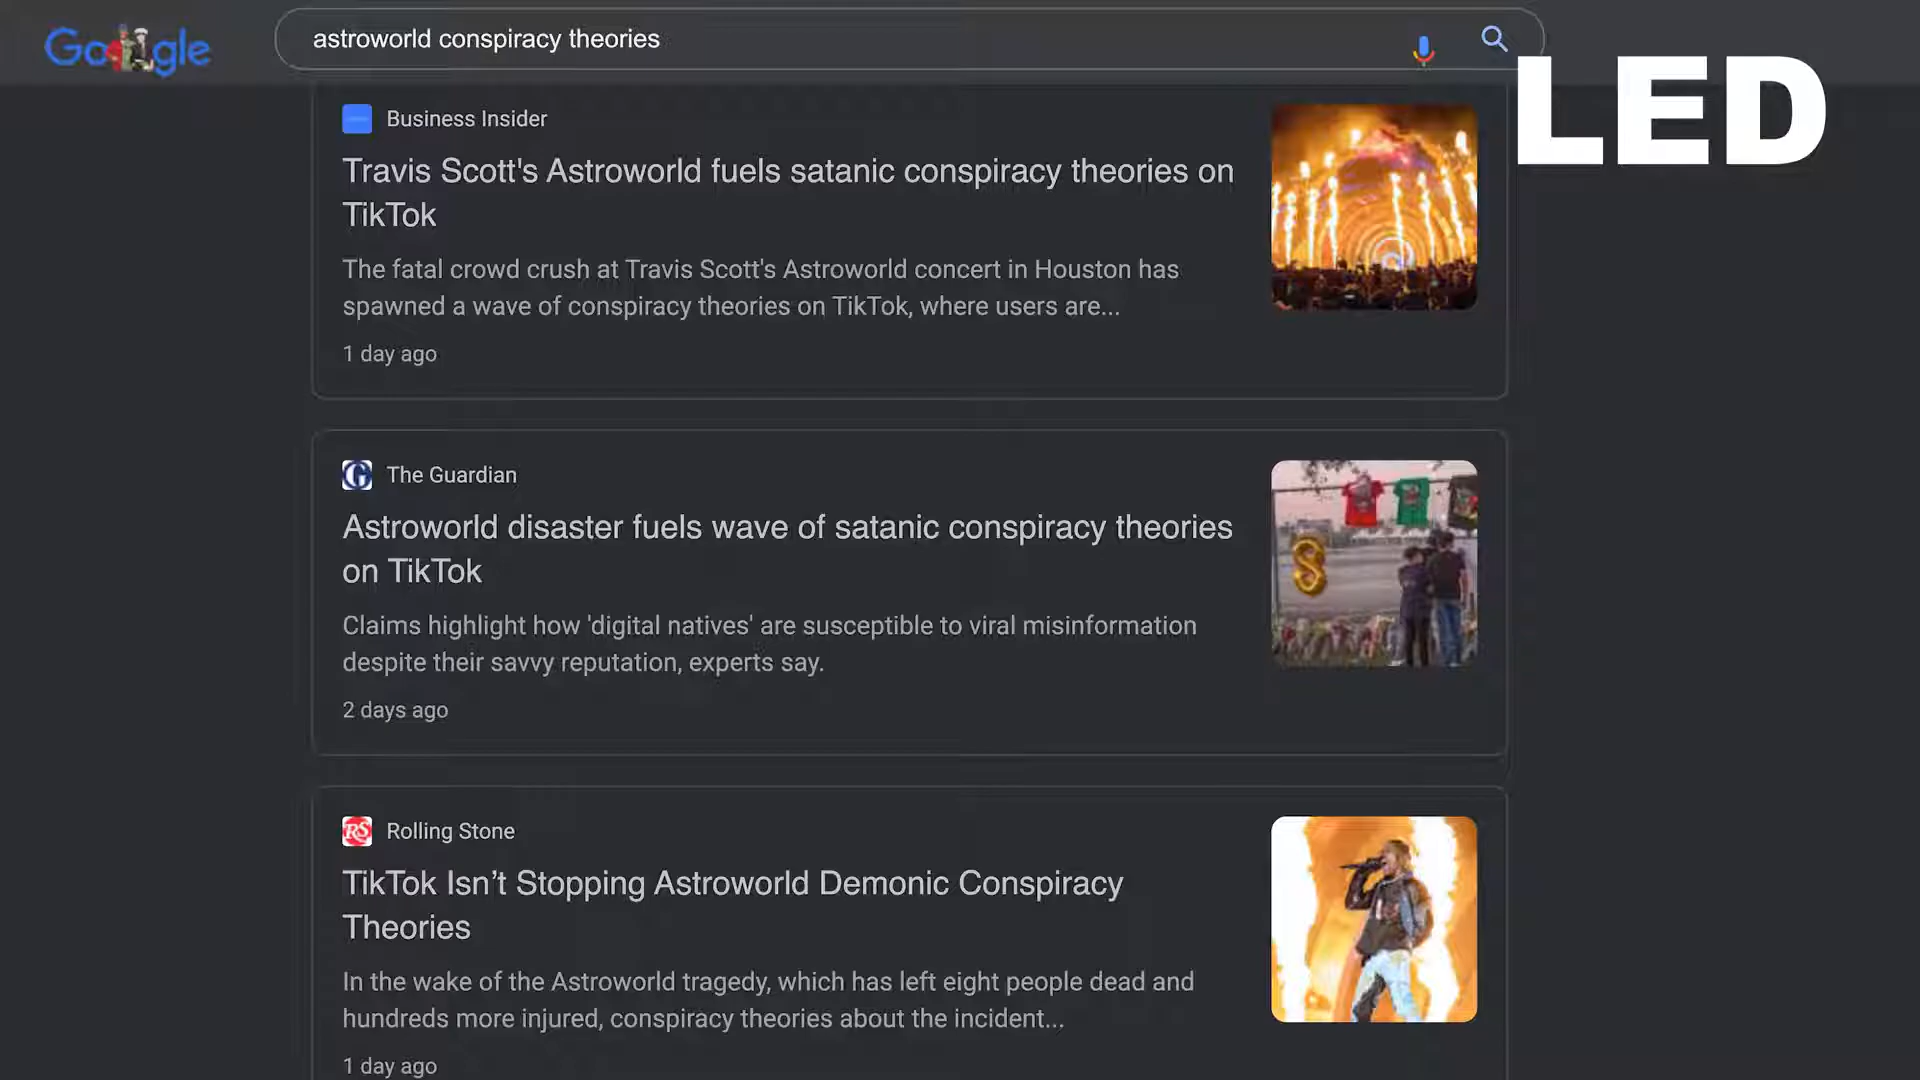 Google
astroworld conspiracy theories
LED
Business Insider
Travis Scott's Astroworld fuels satanic conspiracy theories on
TikTok
The fatal crowd crush at Travis Scott's Astroworld concert in Houston has
spawned a wave of conspiracy theories on TikTok, where users are...
1 day ago
G The Guardian
Astroworld disaster fuels wave of satanic conspiracy theories
on TikTok
Claims highlight how 'digital natives' are susceptible to viral misinformation
despite their savvy reputation, experts say.
2 days ago
8
RS Rolling Stone
TikTok Isn’t Stopping Astroworld Demonic Conspiracy
Theories
In the wake of the Astroworld tragedy, which has left eight people dead and
hundreds more injured, conspiracy theories about the incident...
1 day ago